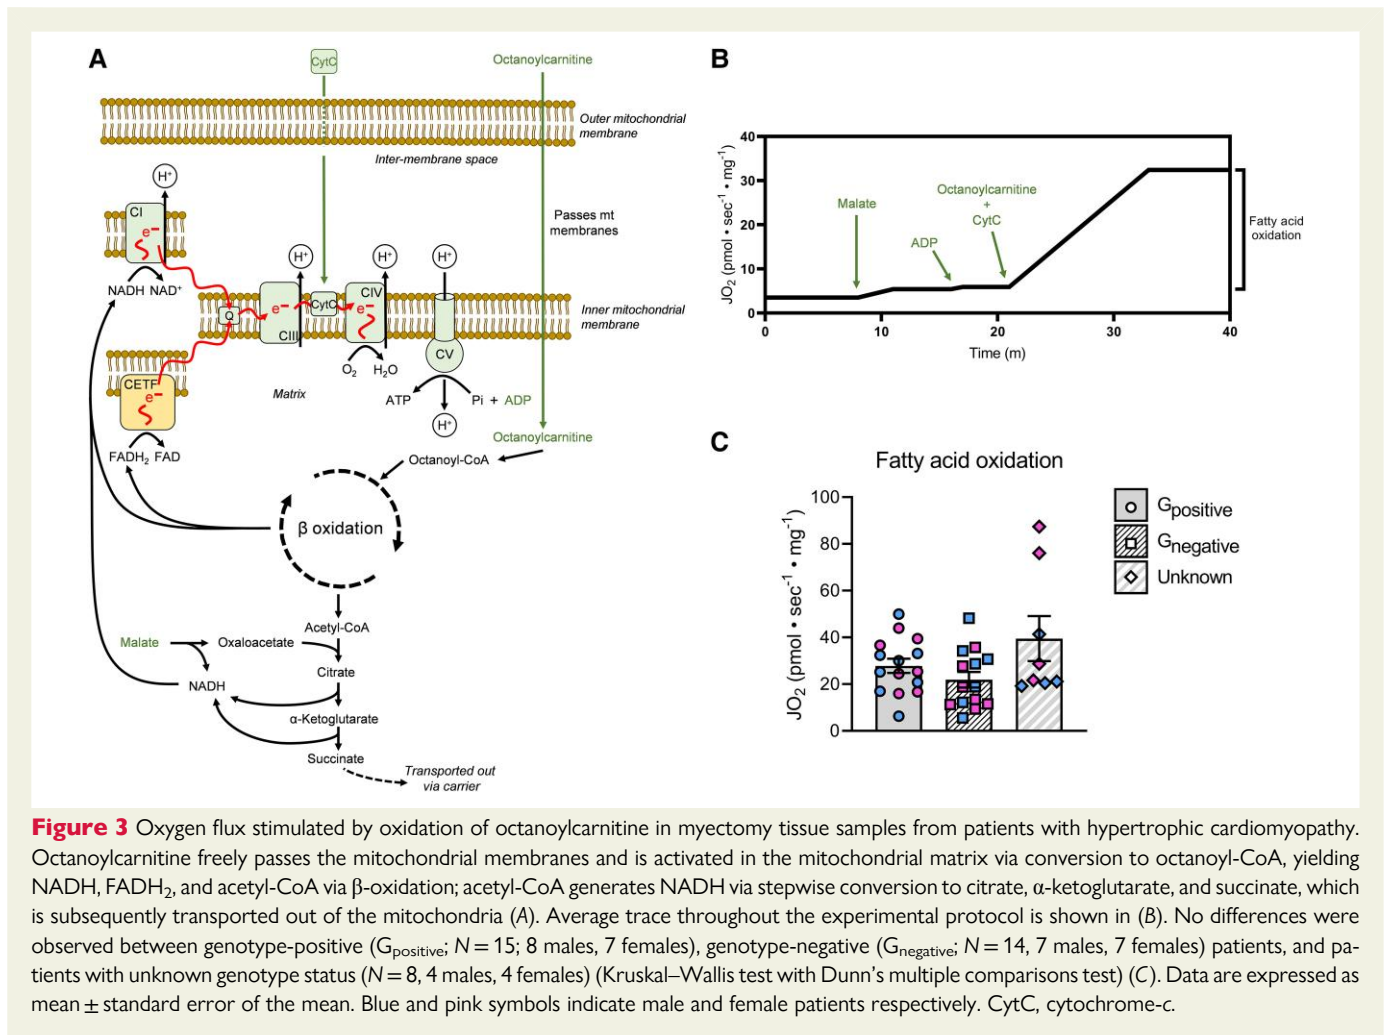 A
CytC
Octanoylcarnitine
Outer mitochondrial
membrane
Inter-membrane space
H⁺
CI
e⁻
Passes mt
membranes
NADH NAD⁺
H⁺
H⁺
H⁺
Q
e⁻
CIII
CytC
CIV
e⁻
Inner mitochondrial
membrane
CV
O₂
H₂O
CETF
e⁻
Matrix
ATP
Pi + ADP
H⁺
FADH₂ FAD
Octanoylcarnitine
Octanoyl-CoA
β oxidation
Acetyl-CoA
Malate
Oxaloacetate
Citrate
NADH
α-Ketoglutarate
Succinate
Transported out
via carrier
B
JO₂ (pmol • sec⁻¹ • mg⁻¹)
40
30
20
10
0
Malate
ADP
Octanoylcarnitine
+
CytC
Fatty acid
oxidation
0 10 20 30 40
Time (m)
C
Fatty acid oxidation
JO₂ (pmol • sec⁻¹ • mg⁻¹)
100
80
60
40
20
0
Gpositive
Gnegative
Unknown
Figure 3 Oxygen flux stimulated by oxidation of octanoylcarnitine in myectomy tissue samples from patients with hypertrophic cardiomyopathy.
Octanoylcarnitine freely passes the mitochondrial membranes and is activated in the mitochondrial matrix via conversion to octanoyl-CoA, yielding
NADH, FADH₂, and acetyl-CoA via β-oxidation; acetyl-CoA generates NADH via stepwise conversion to citrate, α-ketoglutarate, and succinate, which
is subsequently transported out of the mitochondria (A). Average trace throughout the experimental protocol is shown in (B). No differences were
observed between genotype-positive (Gpositive; N = 15; 8 males, 7 females), genotype-negative (Gnegative; N = 14, 7 males, 7 females) patients, and pa-
tients with unknown genotype status (N = 8, 4 males, 4 females) (Kruskal–Wallis test with Dunn's multiple comparisons test) (C). Data are expressed as
mean ± standard error of the mean. Blue and pink symbols indicate male and female patients respectively. CytC, cytochrome-c.